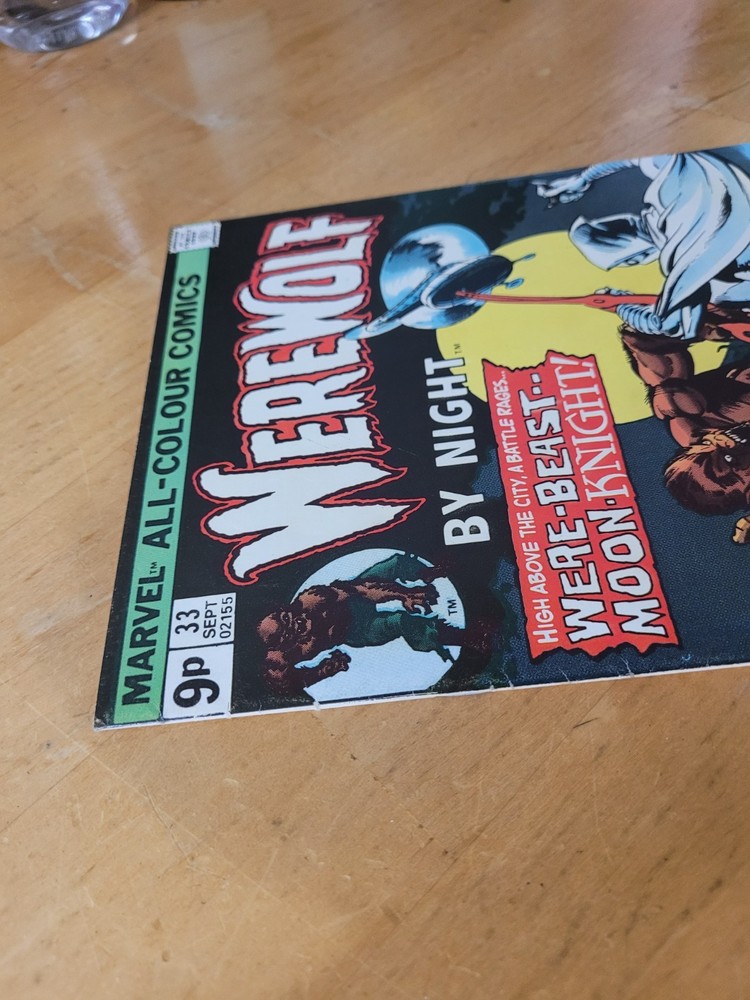 MARVEL™ ALL-COLOUR COMICS
9p
33
SEPT
02155
WEREWOLF
BY NIGHT™
TM
HIGH ABOVE THE CITY, A BATTLE RAGES...
WERE-BEAST--
MOON KNIGHT!